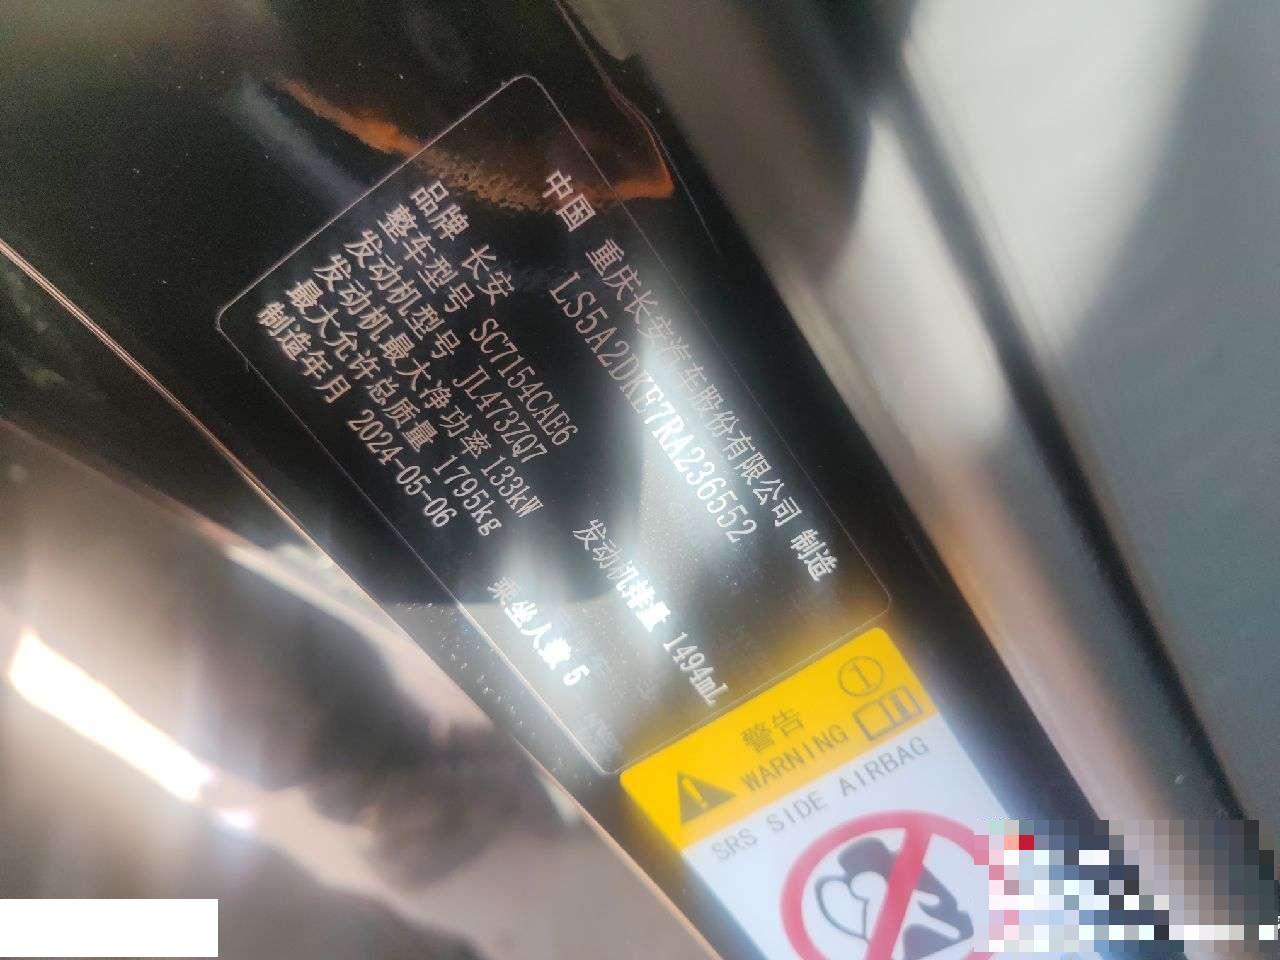 中国 重庆长安汽车股份有限公司 制造
LS5A2DKE7RA236552
品牌 长安
整车型号 SC7154CAE6
发动机型号 JL473ZQ7 发动机排量 1494mL
发动机最大净功率 133kW
最大允许总质量 1795kg 乘坐人数 5
制造年月 2024-05-06
警告 ①
WARNING
SRS SIDE AIRBAG